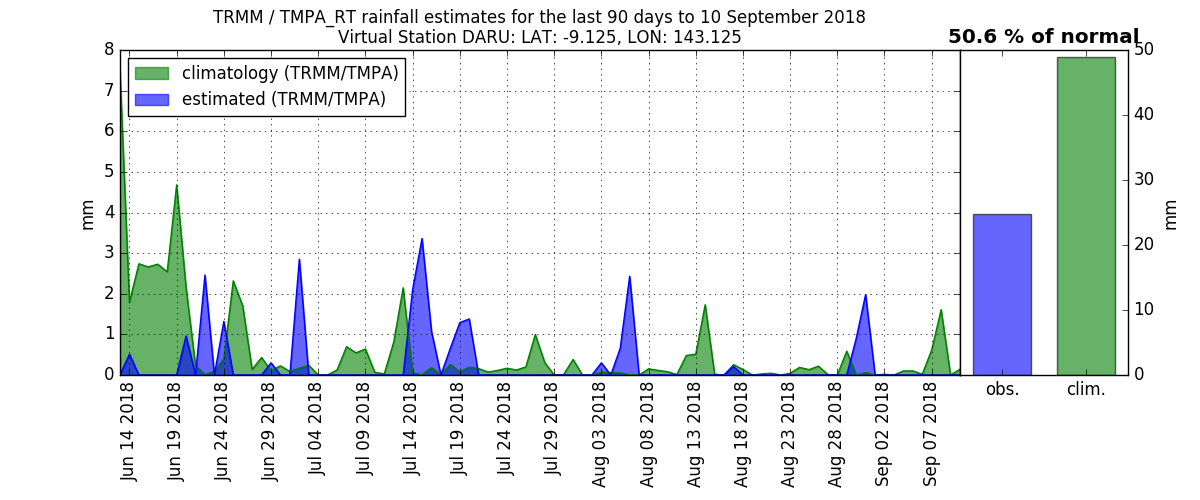 TRMM / TMPA_RT rainfall estimates for the last 90 days to 10 September 2018
Virtual Station DARU: LAT: -9.125, LON: 143.125
50.6 % of normal
climatology (TRMM/TMPA)
estimated (TRMM/TMPA)
mm
8
7
6
5
4
3
2
1
0
Jun 14 2018
Jun 19 2018
Jun 24 2018
Jun 29 2018
Jul 04 2018
Jul 09 2018
Jul 14 2018
Jul 19 2018
Jul 24 2018
Jul 29 2018
Aug 03 2018
Aug 08 2018
Aug 13 2018
Aug 18 2018
Aug 23 2018
Aug 28 2018
Sep 02 2018
Sep 07 2018
obs.
clim.
50
40
30
20
10
0
mm